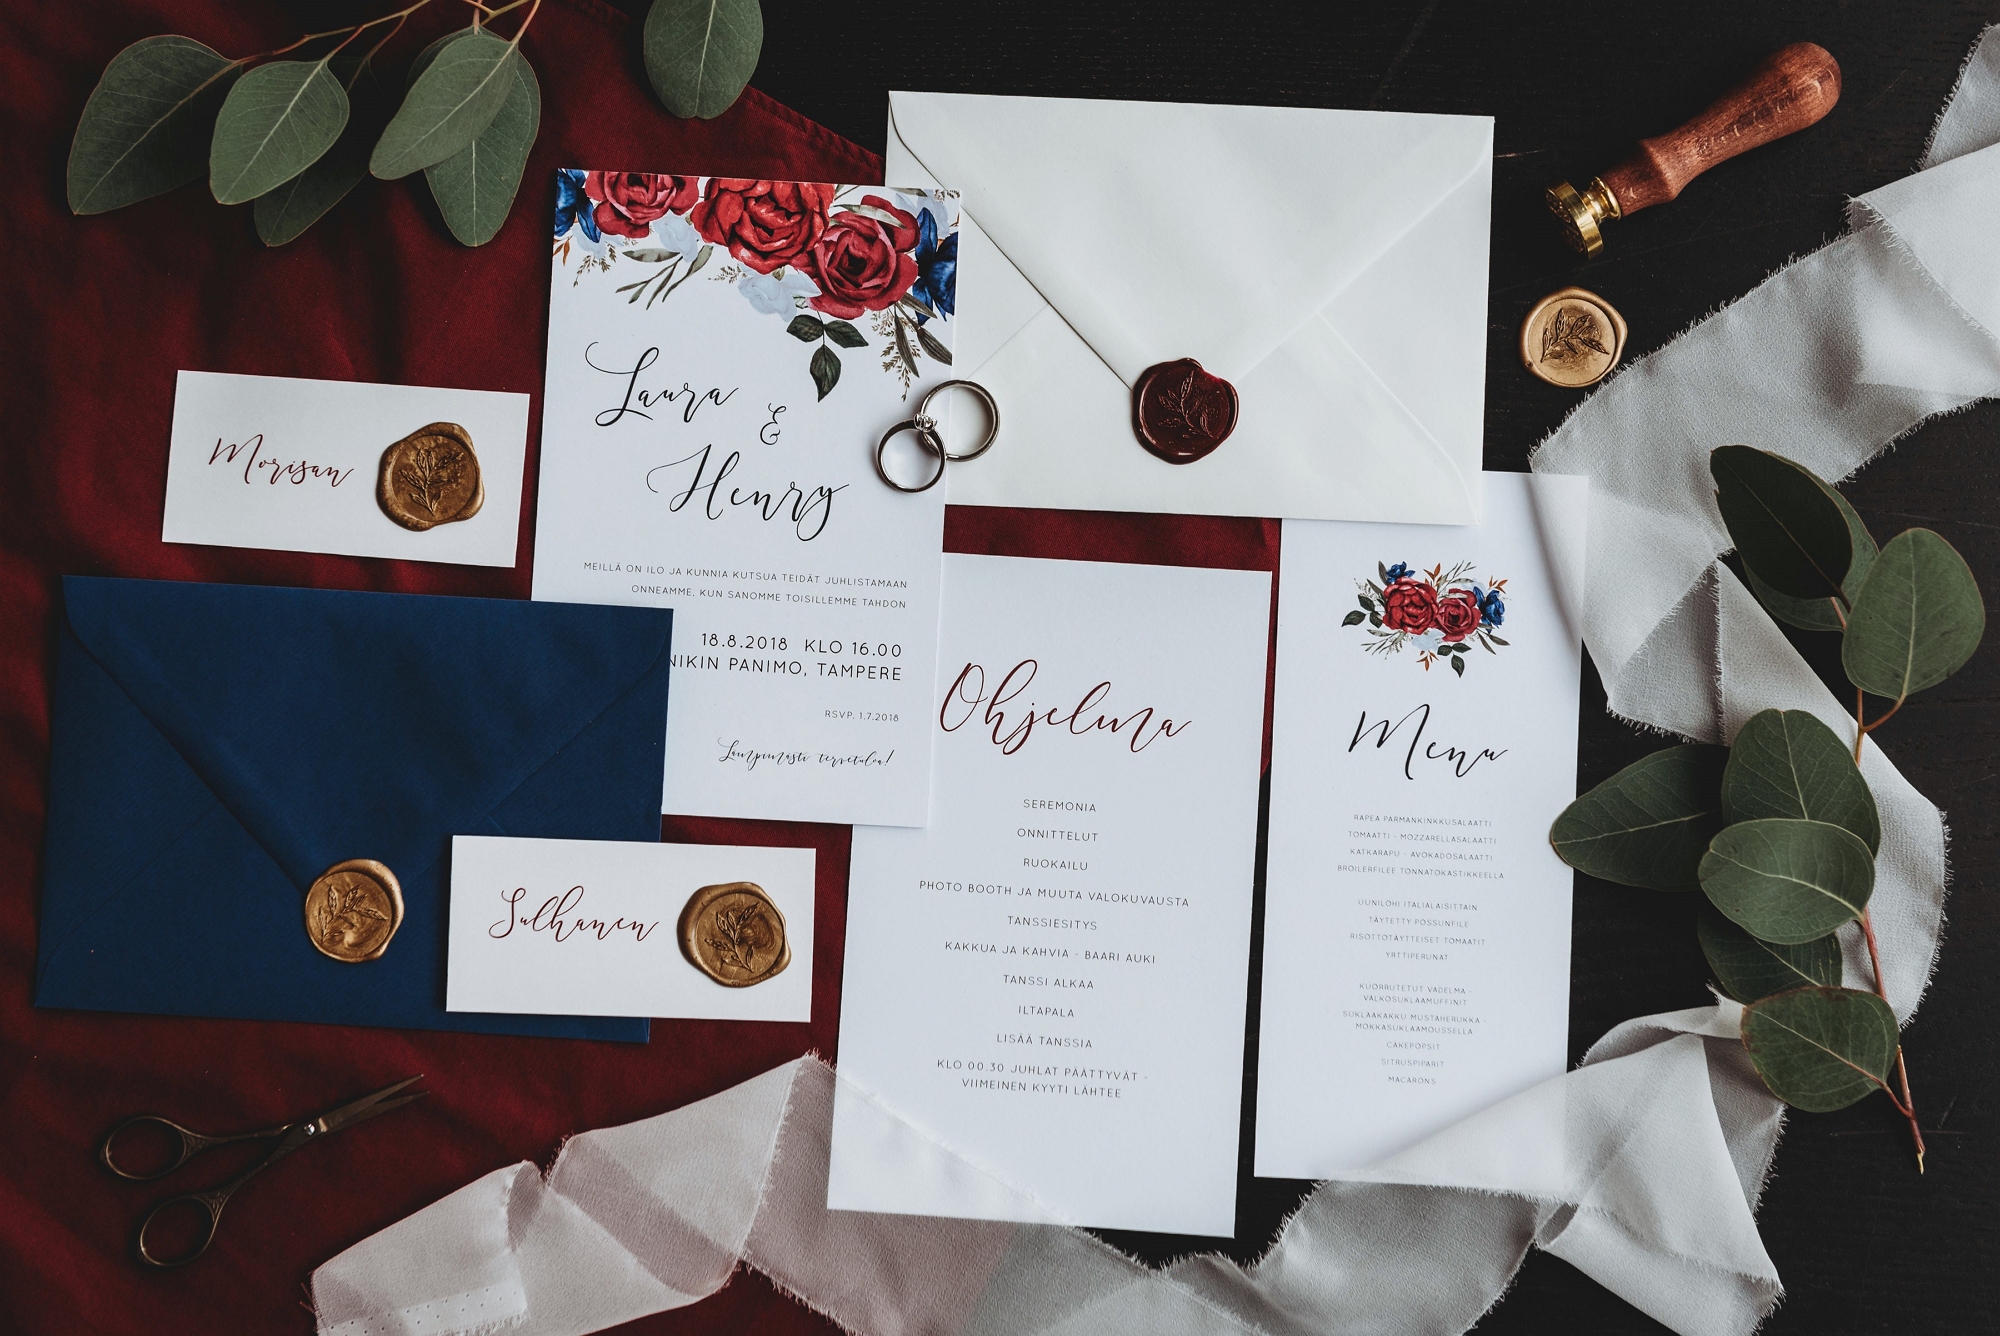 Morisan
Laura
&
Henry
MEILLÄ ON ILO JA KUNNIA KUTSUA TEIDÄT JUHLISTAMAAN
ONNEAMME, KUN SANOMME TOISILLEMME TAHDON
18.8.2018 KLO 16.00
NIKIN PANIMO, TAMPERE
RSVP. 1.7.2018
Lämpimästi tervetuloa!
Sulhanen
Ohjelma
SEREMONIA
ONNITTELUT
RUOKAILU
PHOTO BOOTH JA MUUTA VALOKUVAUSTA
TANSSIESITYS
KAKKUA JA KAHVIA - BAARI AUKI
TANSSI ALKAA
ILTAPALA
LISÄÄ TANSSIA
KLO 00.30 JUHLAT PÄÄTTYVÄT -
VIIMEINEN KYYTI LÄHTEE
Menu
RAPEA PARMANKINKKUSALAATTI
TOMAATTI - MOZZARELLASALAATTI
KATKARAPU - AVOKADOSALAATTI
BROILERFILEE TONNATOKASTIKKEELLA
UUNILOHI ITALIALAISITTAIN
TÄYTETTY POSSUNFILE
RISOTTOTÄYTTEISET TOMAATIT
YRTTIPERUNAT
KUORRUTETUT VADELMA -
VALKOSUKLAAMUFFINIT
SUKLAAKAKKU MUSTAHERUKKA -
MOKKASUKLAAMOUSSELLA
CAKEPOPSIT
SITRUSPIPARIT
MACARONS